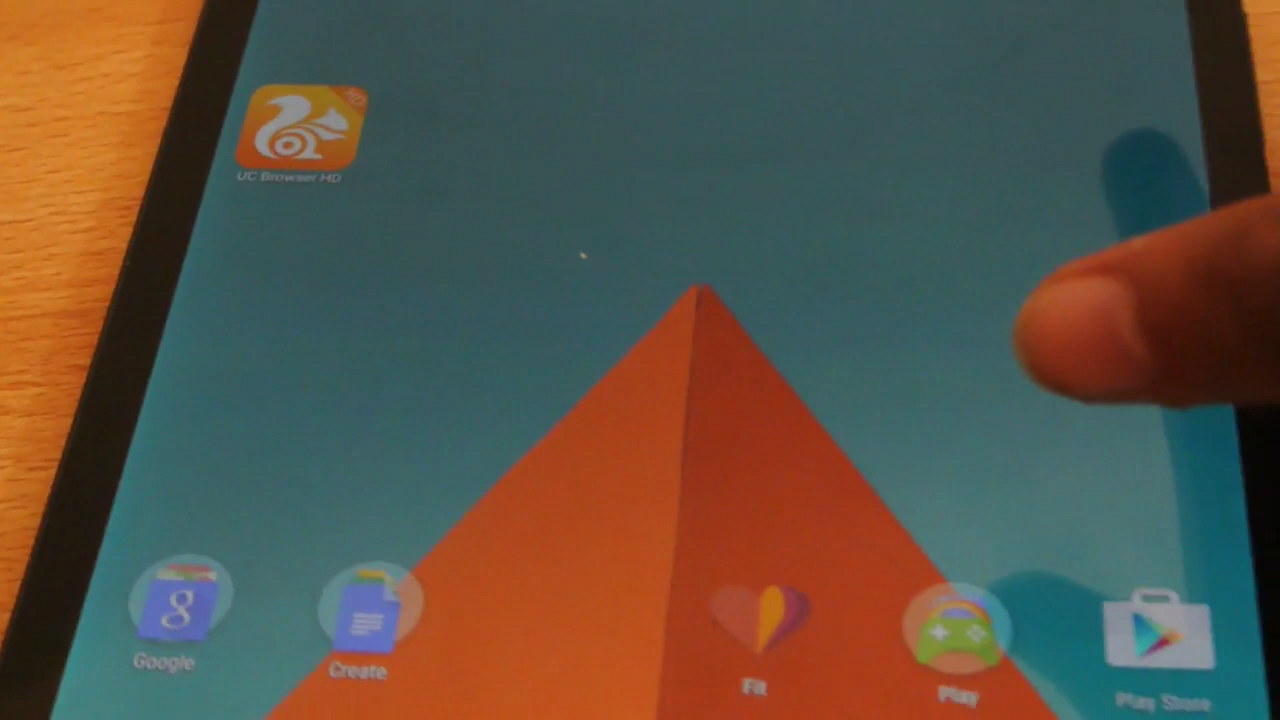 HD
UC Browser HD
g
Google
Create
Fit
Play
Play Store